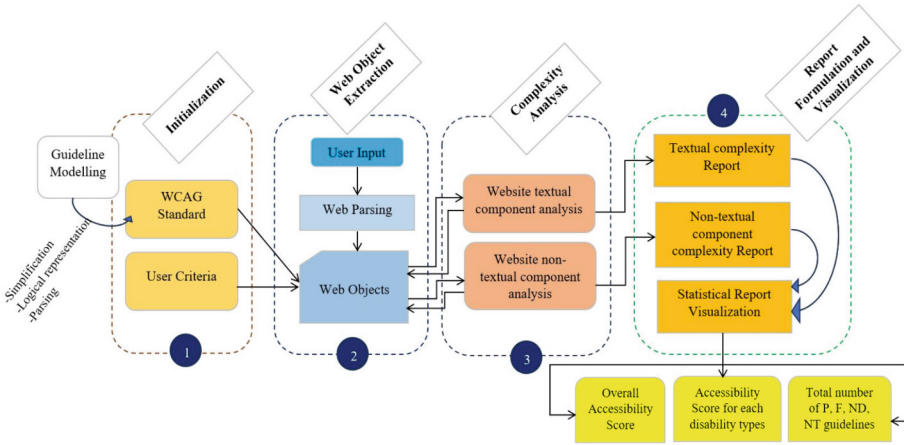 Initialization
Web Object
Extraction
Complexity
Analysis
Report
Formulation and
Visualization
Guideline
Modelling
-Simplification
-Logical representation
-Parsing
WCAG
Standard
User Criteria
1
User Input
Web Parsing
Web Objects
2
Website textual
component analysis
Website non-
textual component
analysis
3
4
Textual complexity
Report
Non-textual
component
complexity Report
Statistical Report
Visualization
Overall
Accessibility
Score
Accessibility
Score for each
disability types
Total number
of P, F, ND,
NT guidelines